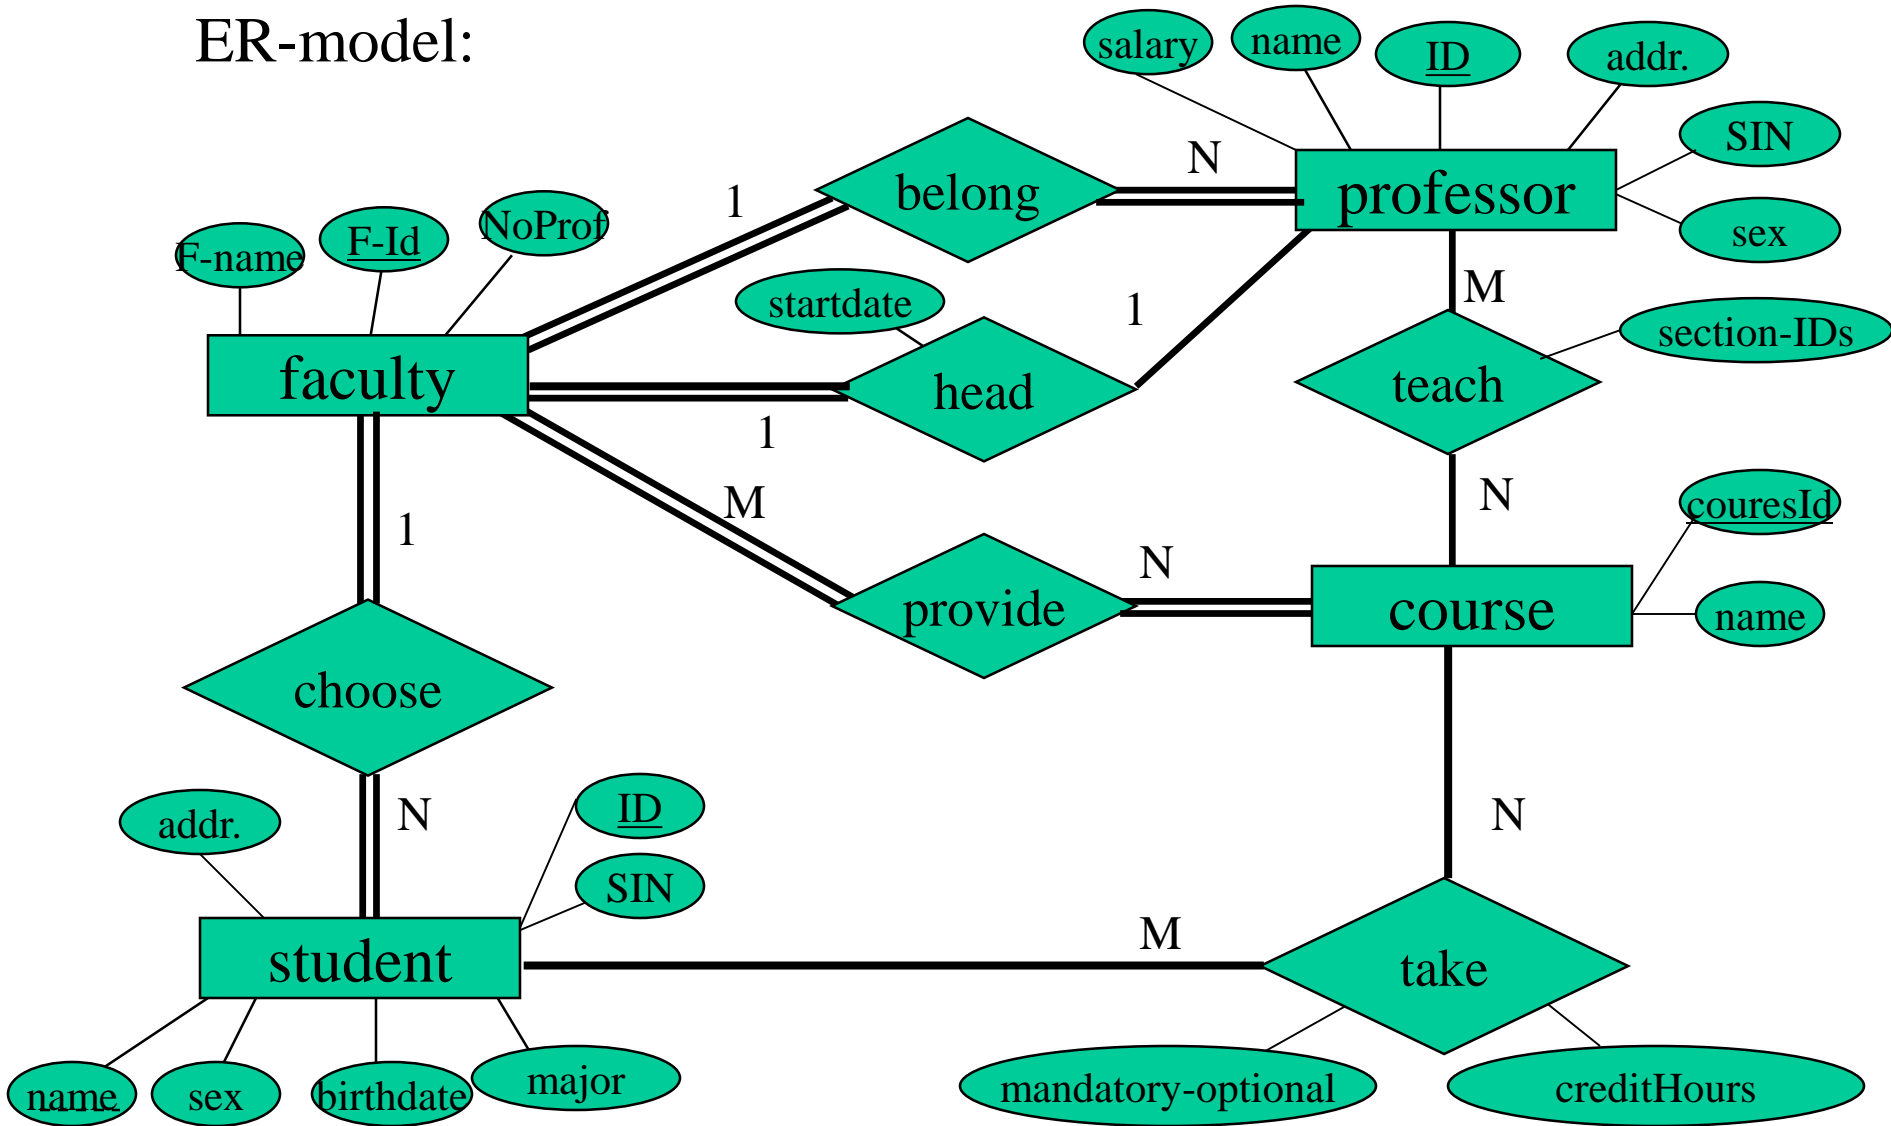 ER-model:
salary
name
ID
addr.
SIN
sex
professor
belong
1
N
F-name
F-Id
NoProf
faculty
startdate
head
1
1
M
teach
section-IDs
N
couresId
name
course
M
provide
N
1
choose
N
addr.
ID
SIN
student
name
sex
birthdate
major
M
N
take
mandatory-optional
creditHours